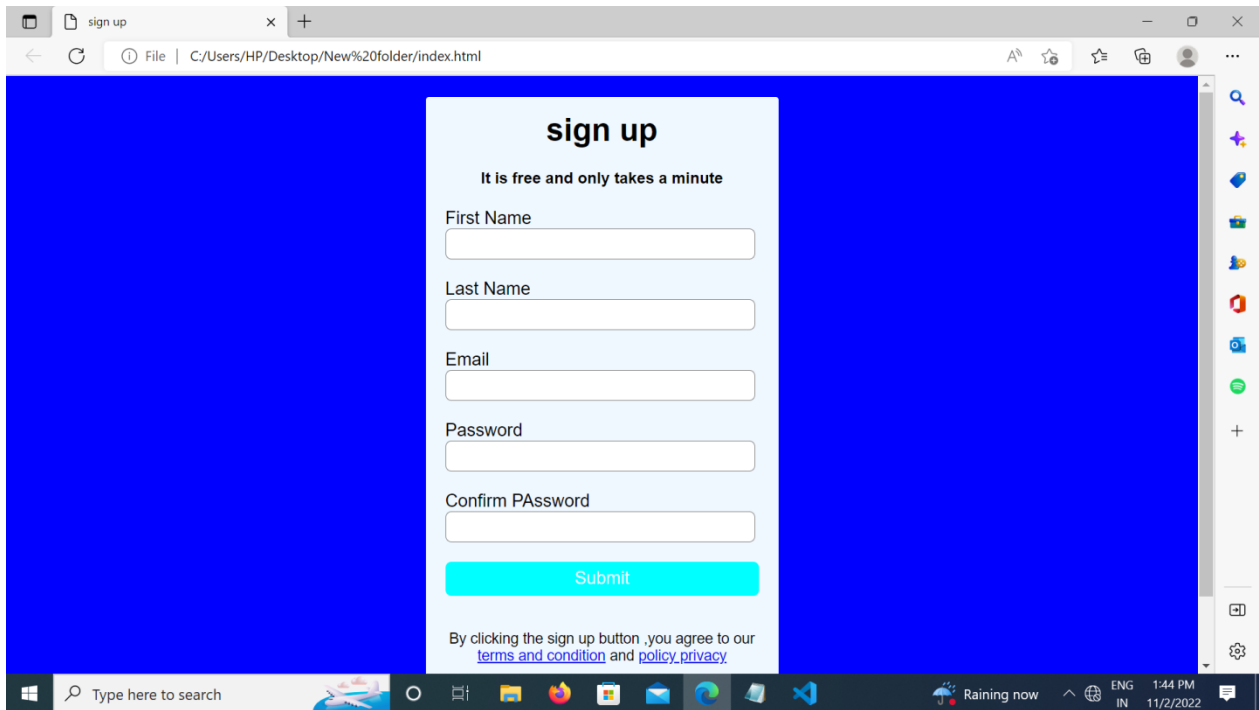 sign up
File
C:/Users/HP/Desktop/New%20folder/index.html
sign up
It is free and only takes a minute
First Name
Last Name
Email
Password
Confirm PAssword
Submit
By clicking the sign up button ,you agree to our
terms and condition and policy privacy
Type here to search
Raining now
ENG
IN
1:44 PM
11/2/2022